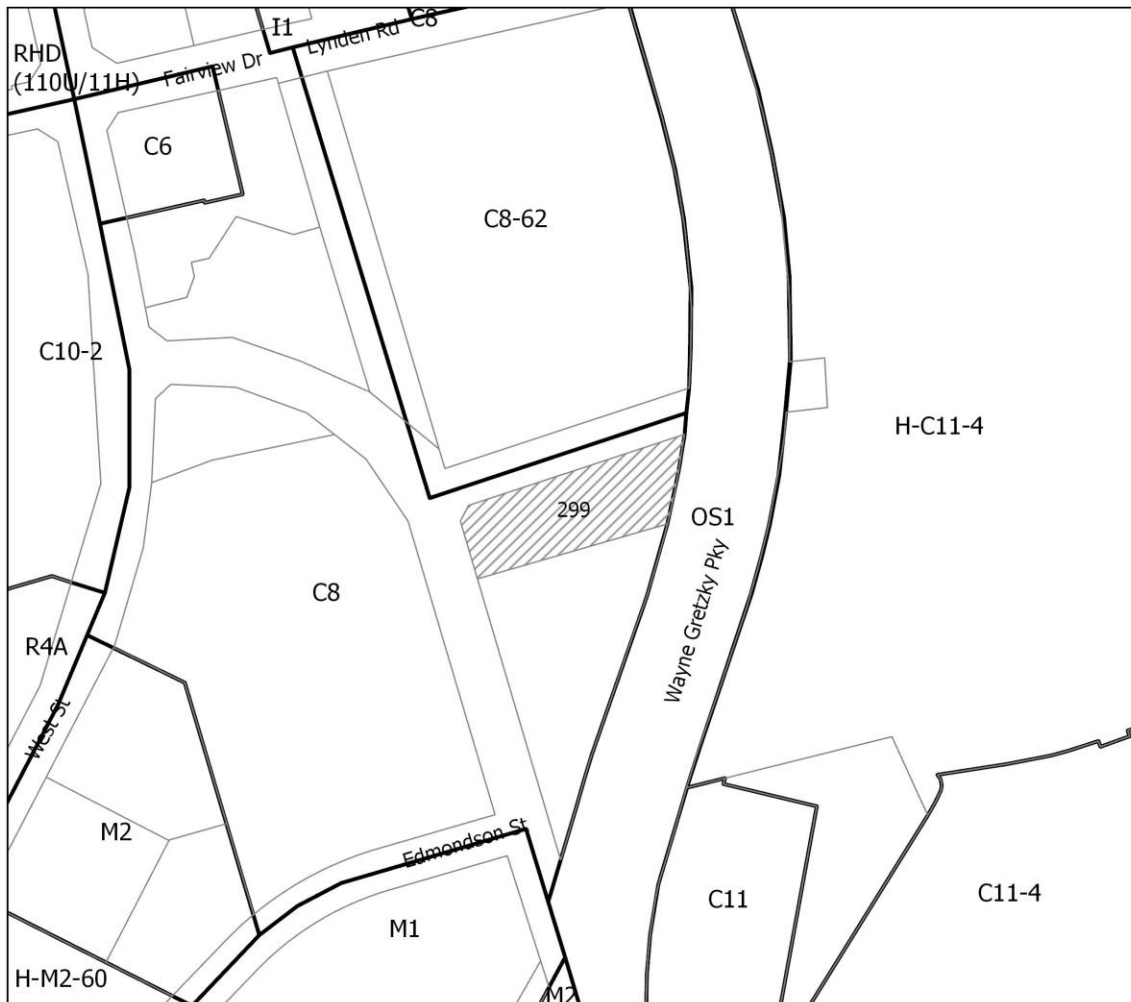 I1
C8
RHD
(110U/11H)
Fairview Dr
Lynden Rd
C6
C8-62
C10-2
H-C11-4
299
OS1
Wayne Gretzky Pky
C8
R4A
West St
M2
Edmondson St
C11
C11-4
M1
H-M2-60
M2